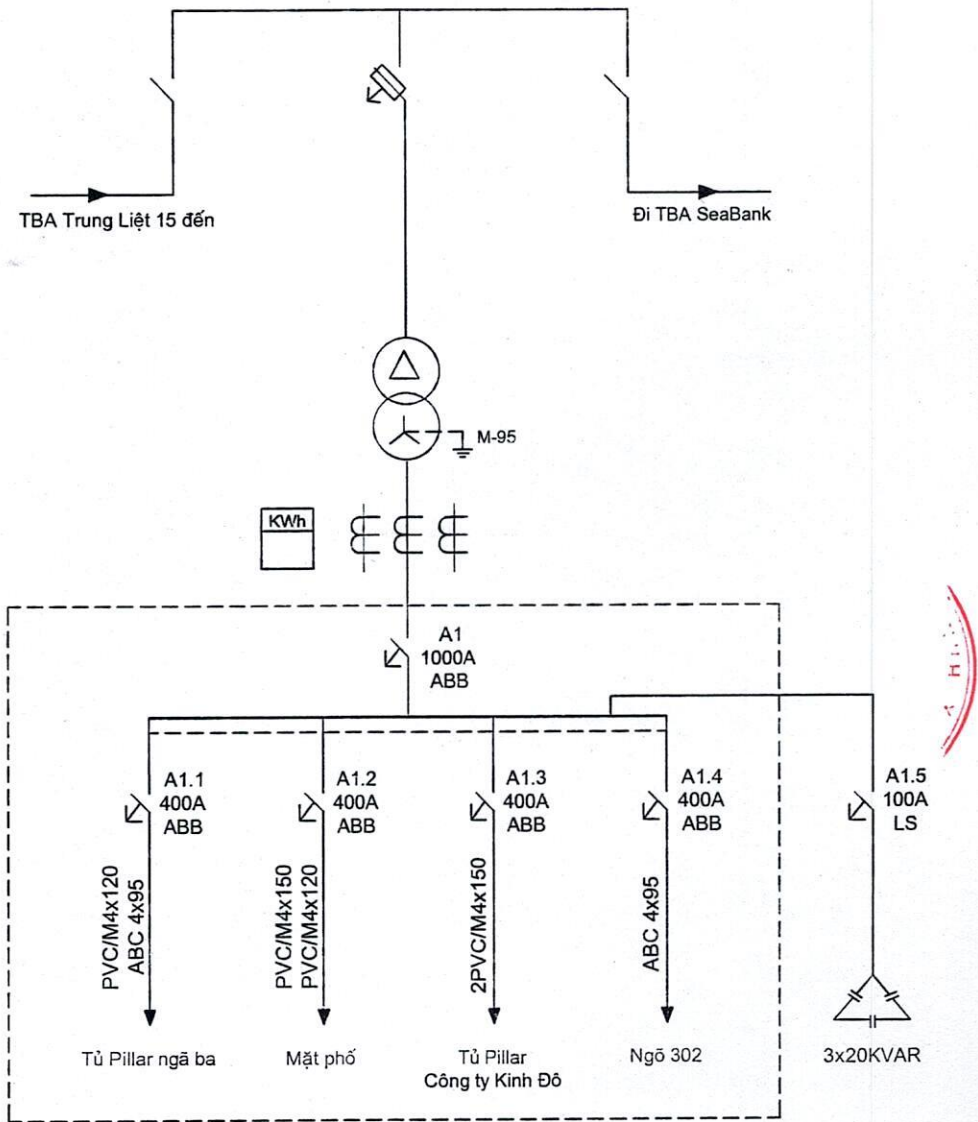 TBA Trung Liệt 15 đến
Đi TBA SeaBank
M-95
KWh
A1
1000A
ABB
A1.1
400A
ABB
A1.2
400A
ABB
A1.3
400A
ABB
A1.4
400A
ABB
A1.5
100A
LS
PVC/M4x120
ABC 4x95
PVC/M4x150
PVC/M4x120
2PVC/M4x150
ABC 4x95
Tủ Pillar ngã ba
Mặt phố
Tủ Pillar
Công ty Kinh Đô
Ngõ 302
3x20KVAR